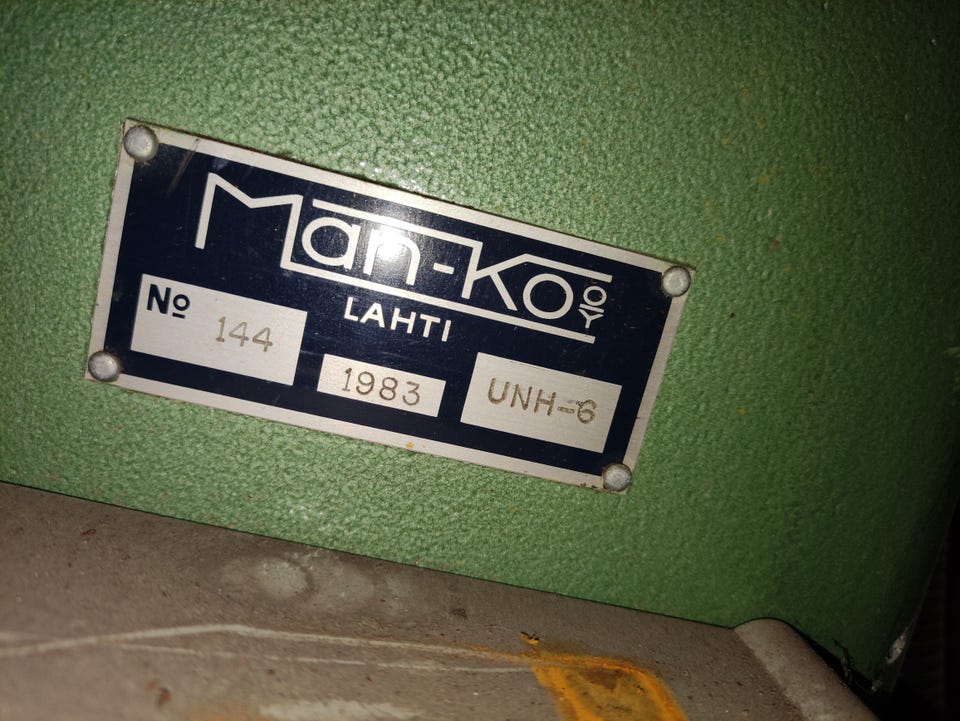 Man-Ko OY
LAHTI
No 144
1983
UNH-6